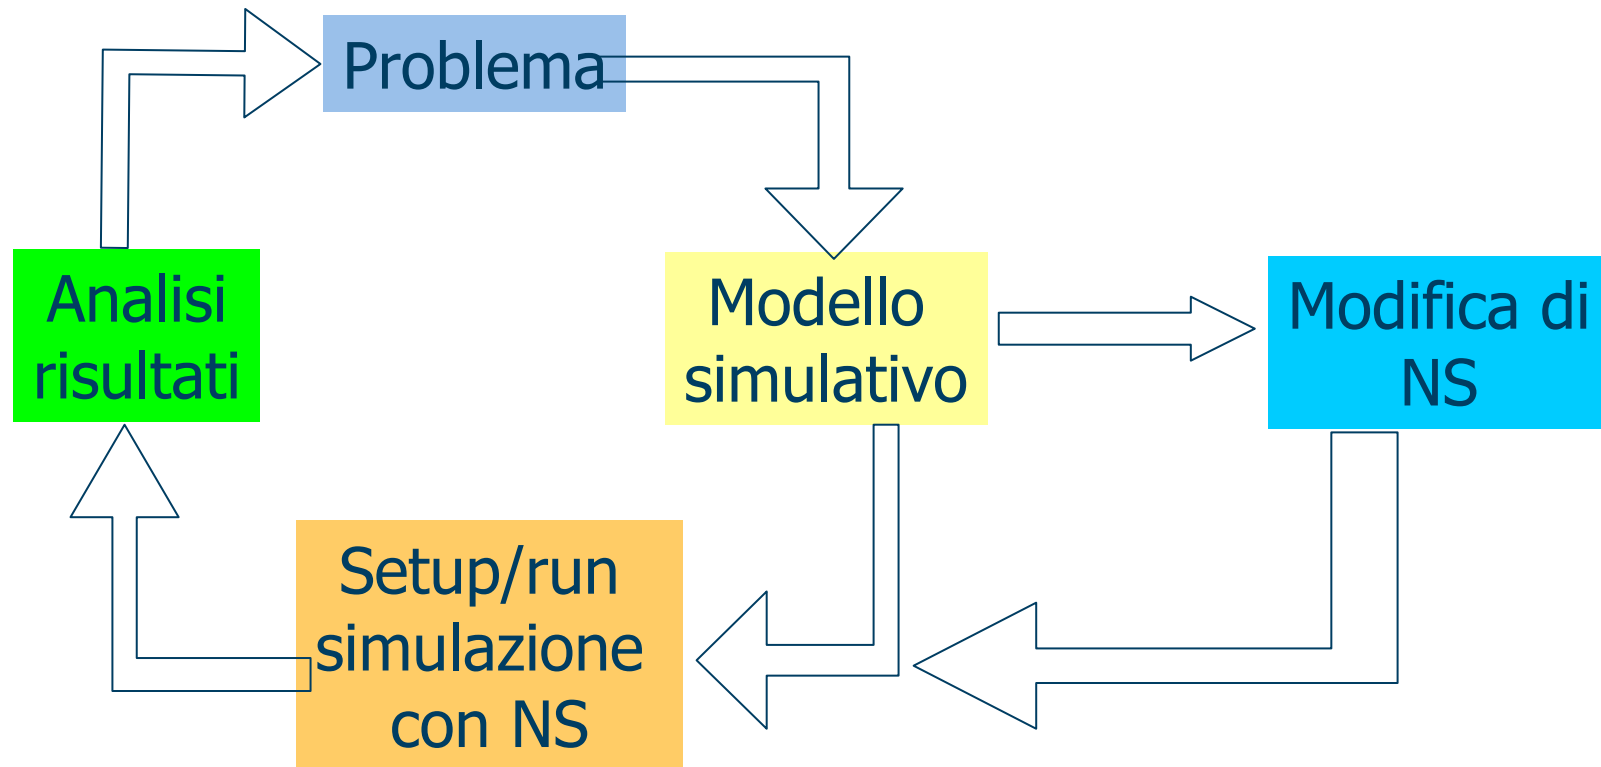 Problema
Analisi
risultati
Modello
simulativo
Modifica di
NS
Setup/run
simulazione
con NS